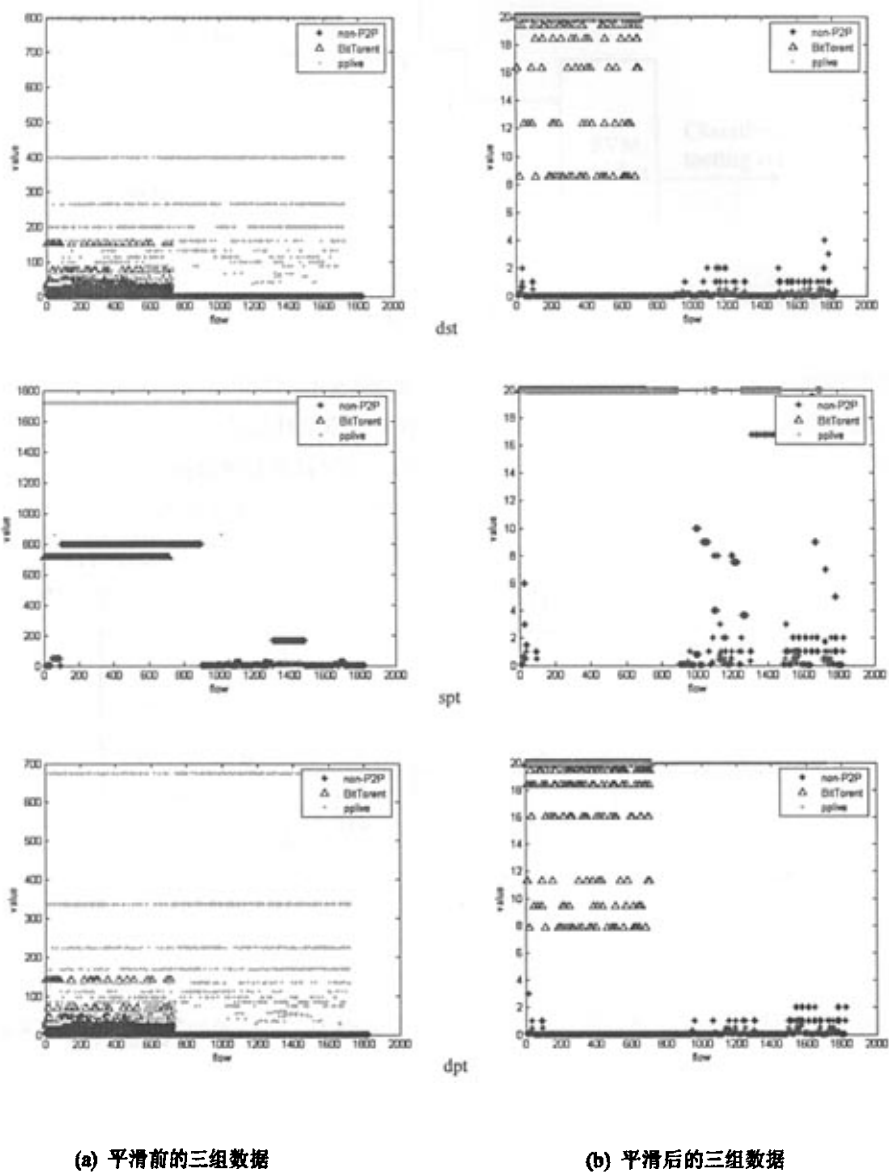 800
700
600
500
400
300
200
100
0
value
0 200 400 600 800 1000 1200 1400 1600 1800 2000
flow
non-P2P
BitTorent
pplive
20
18
16
14
12
10
8
6
4
2
0
value
0 200 400 600 800 1000 1200 1400 1600 1800 2000
flow
non-P2P
BitTorent
pplive
dst
1800
1600
1400
1200
1000
800
600
400
200
0
value
0 200 400 600 800 1000 1200 1400 1600 1800 2000
flow
non-P2P
BitTorent
pplive
20
18
16
14
12
10
8
6
4
2
0
value
0 200 400 600 800 1000 1200 1400 1600 1800 2000
flow
non-P2P
BitTorent
pplive
spt
700
600
500
400
300
200
100
0
value
0 200 400 600 800 1000 1200 1400 1600 1800 2000
flow
non-P2P
BitTorent
pplive
20
18
16
14
12
10
8
6
4
2
0
value
0 200 400 600 800 1000 1200 1400 1600 1800 2000
flow
non-P2P
BitTorent
pplive
dpt
(a) 平滑前的三组数据
(b) 平滑后的三组数据